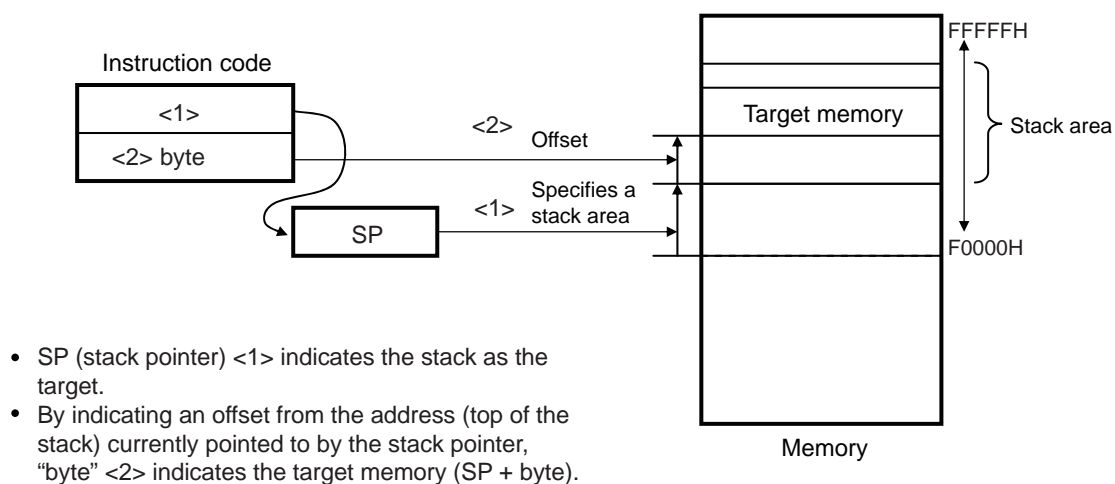 FFFFFH
Instruction code
<1>
<2> byte
<2>
Offset
Target memory
Stack area
Specifies a
stack area
<1>
SP
F0000H
• SP (stack pointer) <1> indicates the stack as the
target.
• By indicating an offset from the address (top of the
stack) currently pointed to by the stack pointer,
“byte” <2> indicates the target memory (SP + byte).
Memory